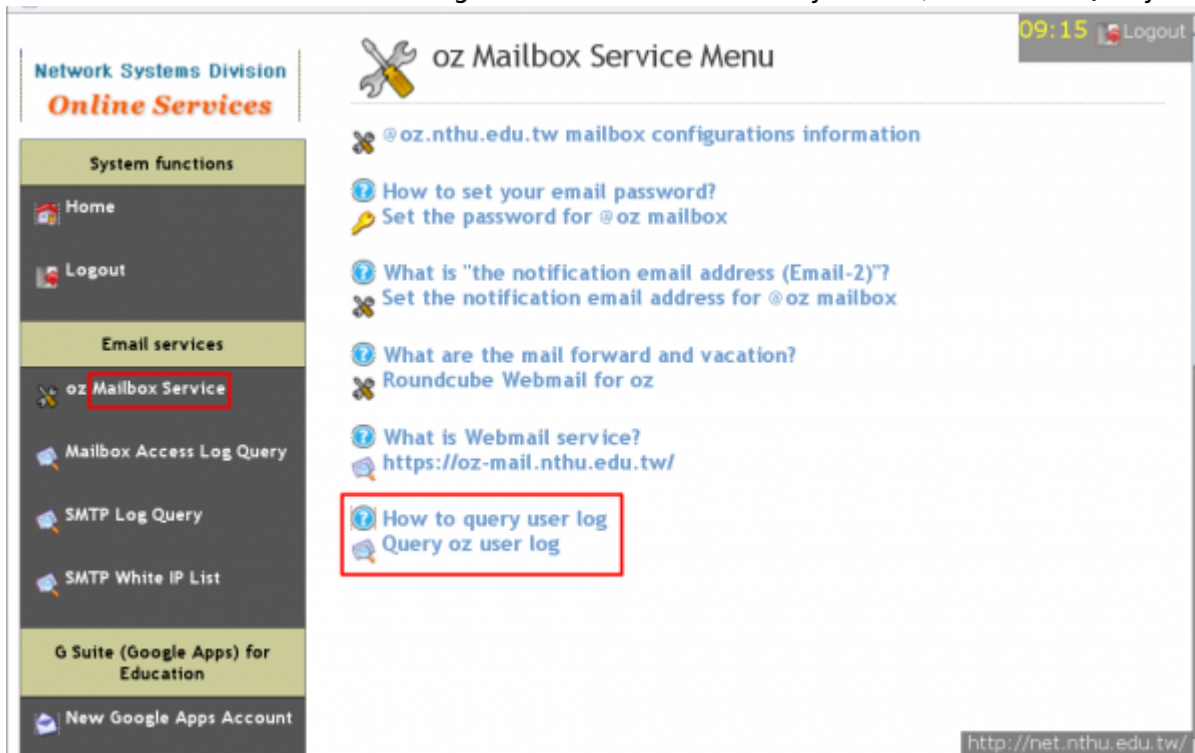 09:15 Logout
Network Systems Division
Online Services
System functions
Home
Logout
Email services
oz Mailbox Service
Mailbox Access Log Query
SMTP Log Query
SMTP White IP List
G Suite (Google Apps) for
Education
New Google Apps Account
oz Mailbox Service Menu
@oz.nthu.edu.tw mailbox configurations information
How to set your email password?
Set the password for @oz mailbox
What is "the notification email address (Email-2)"?
Set the notification email address for @oz mailbox
What are the mail forward and vacation?
Roundcube Webmail for oz
What is Webmail service?
https://oz-mail.nthu.edu.tw/
How to query user log
Query oz user log
http://net.nthu.edu.tw/